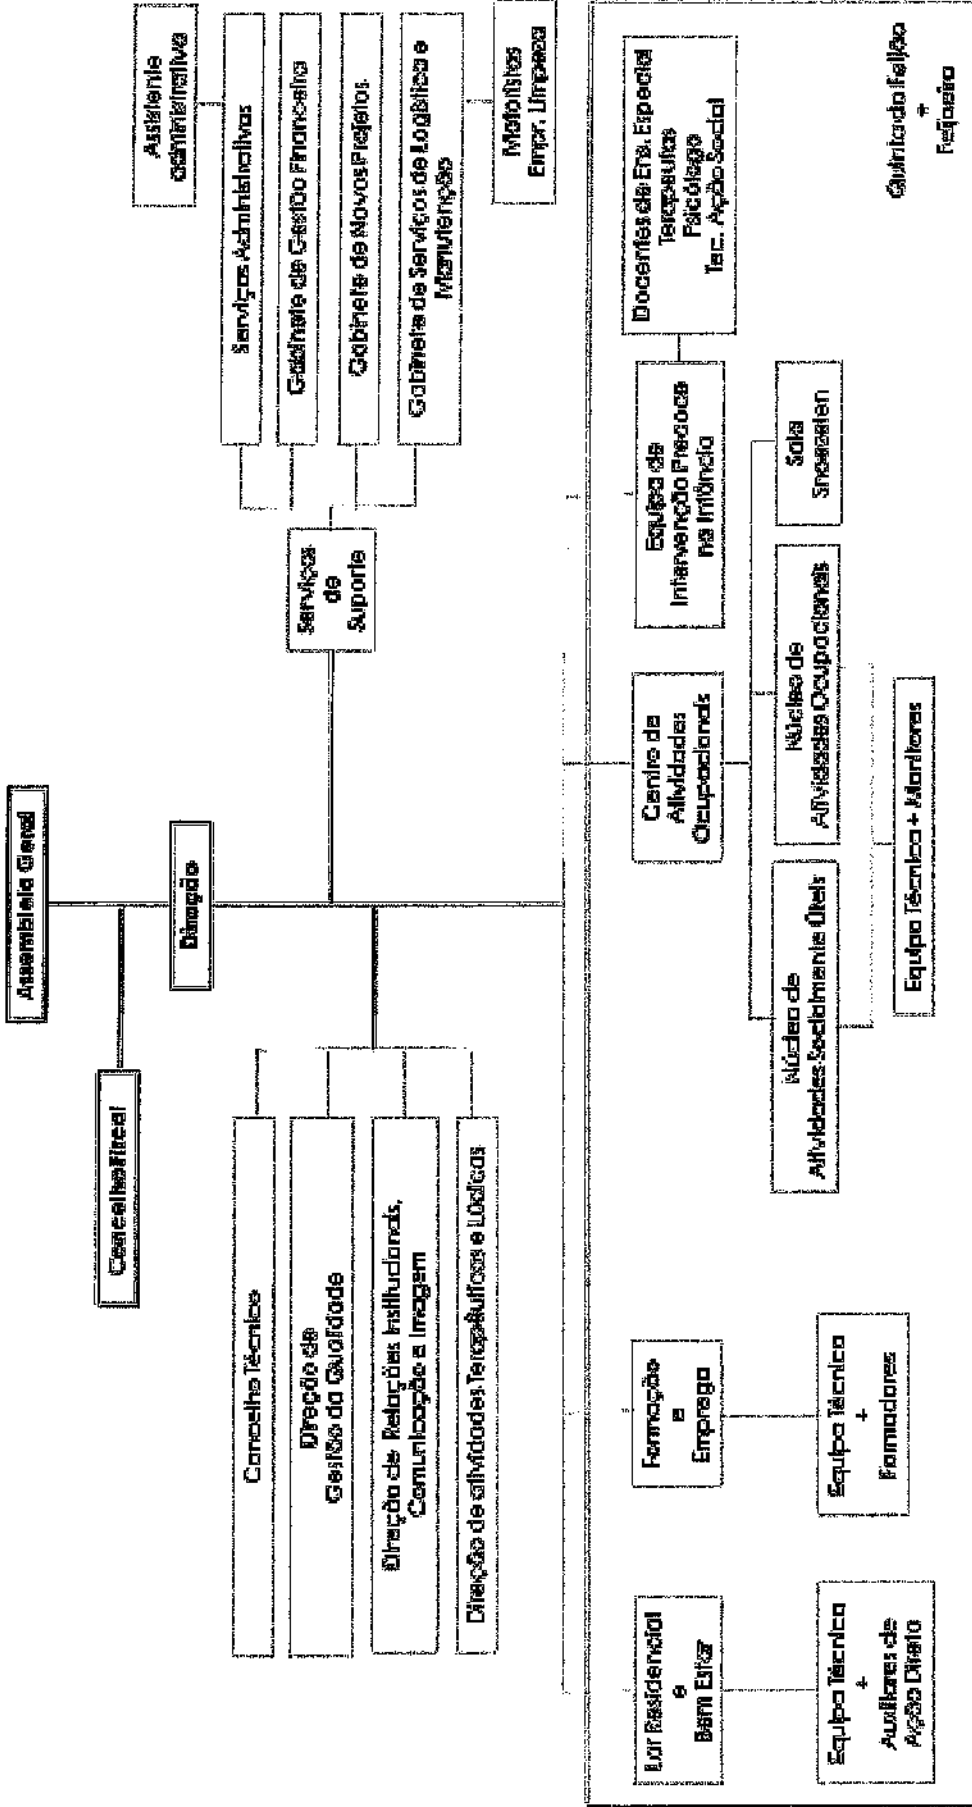 Assembleia Geral
Concelho Fiscal
Direção
Concelho Técnico
Direção de
Gestão da Qualidade
Direção de Relações Institucionais,
Comunicação e Imagem
Direção de atividades Terapêuticas e Lúdicas
Serviços
de
Suporte
Serviços Administrativos
Gabinete de Gestão Financeira
Gabinete de Novos Projetos
Gabinete de Serviços de Logística e
Manutenção
Assistente
administrativa
Motoristas
Empr. Limpeza
Lar Residencial
e
Bem Estar
Equipa Técnica
+
Auxiliares de
Ação Direta
Formação
e
Emprego
Equipa Técnica
+
Formadores
Centro de
Atividades
Ocupacionais
Núcleo de
Atividades Socialmente Úteis
Núcleo de
Atividades Ocupacionais
Sala
Snoezelen
Equipa Técnica + Monitores
Equipa de
Intervenção Precoce
na Infância
Docentes de Ens. Especial
Terapeutas
Psicólogo
Tec. Ação Social
Quinta do Feijão
+
Feijoeiro